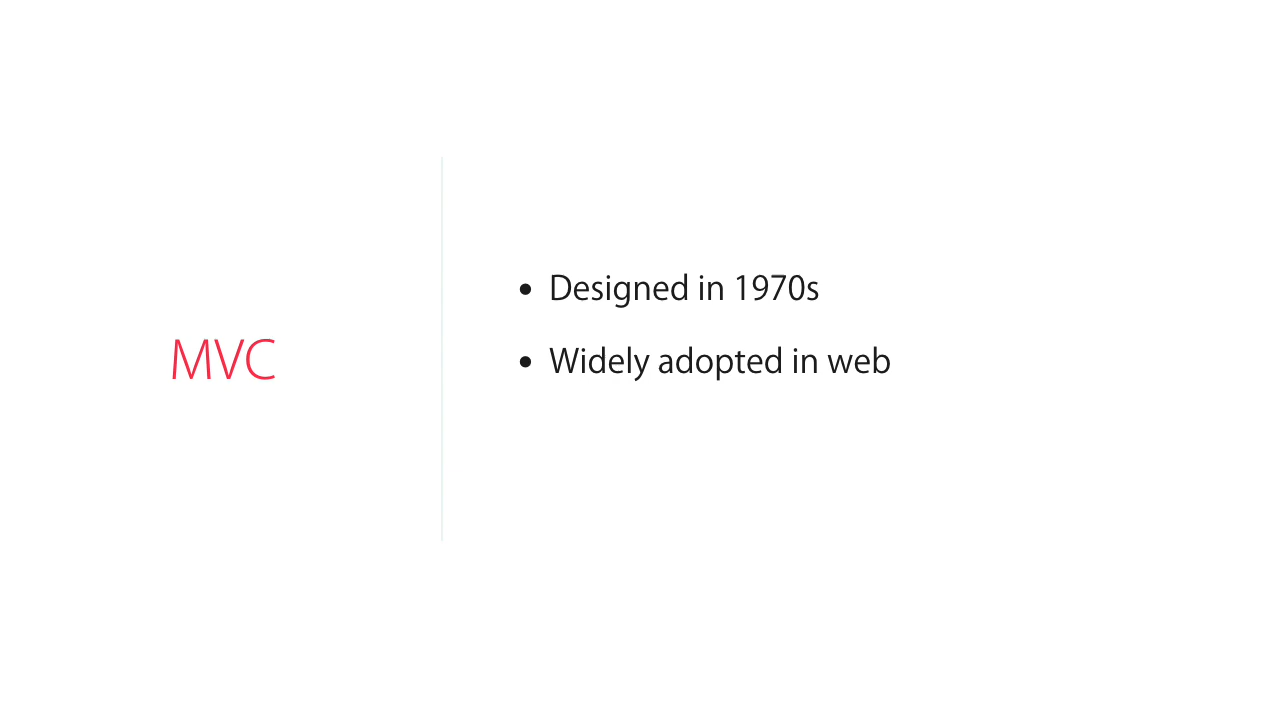 MVC
• Designed in 1970s
• Widely adopted in web